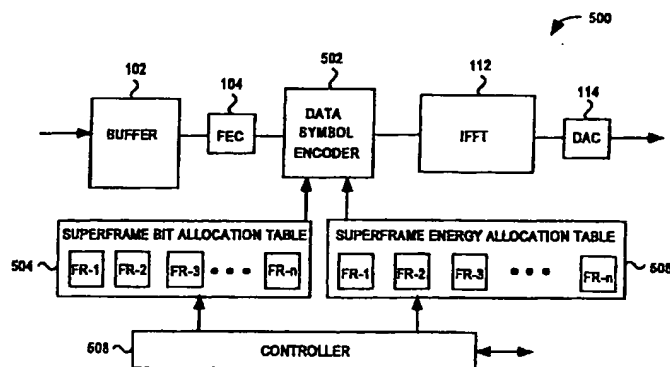 500
102
104
502
112
114
BUFFER
FEC
DATA
SYMBOL
ENCODER
IFFT
DAC
SUPERFRAME BIT ALLOCATION TABLE
504
FR-1 FR-2 FR-3 ••• FR-n
SUPERFRAME ENERGY ALLOCATION TABLE
FR-1 FR-2 FR-3 ••• FR-n
508
CONTROLLER